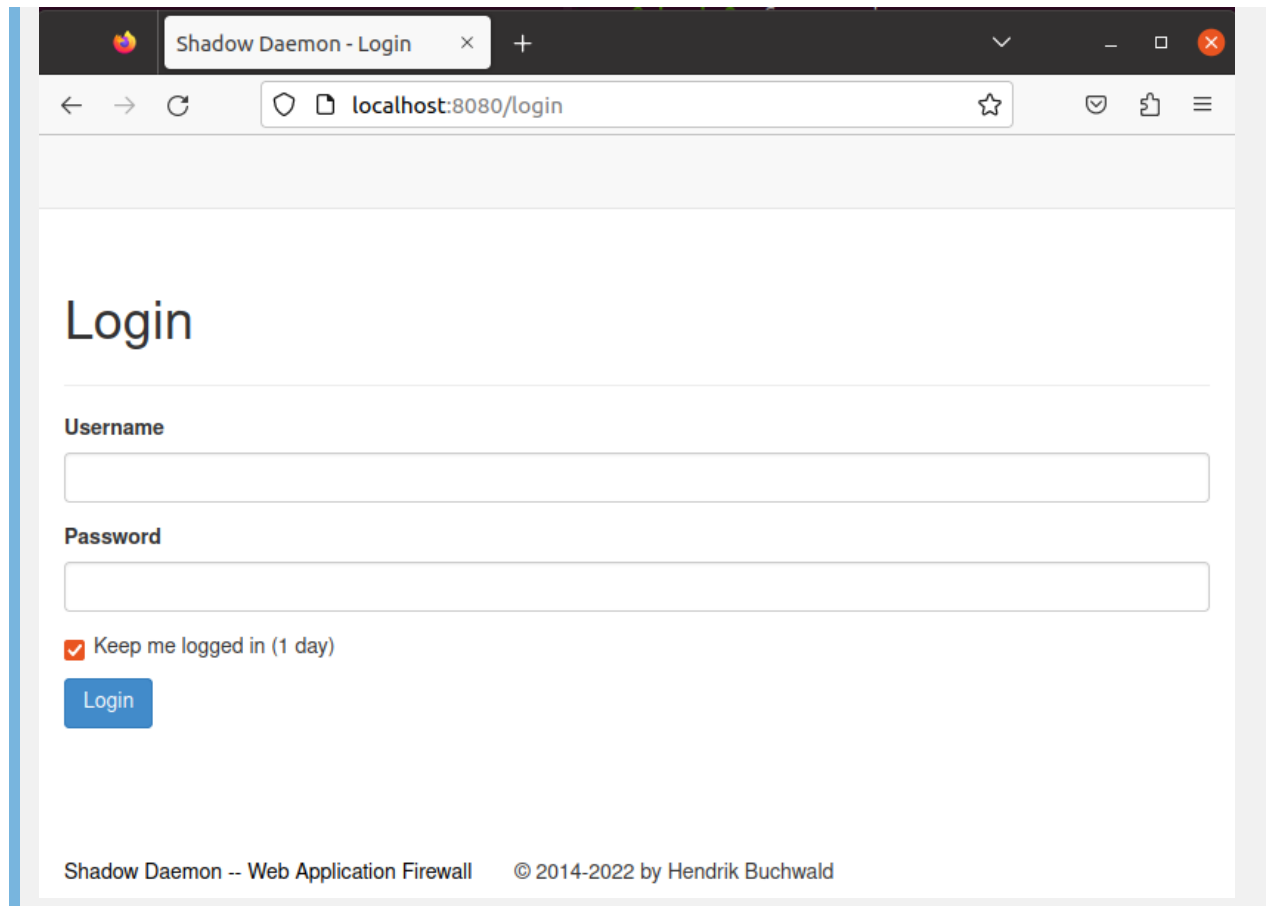 Shadow Daemon - Login
localhost:8080/login
Login
Username
Password
Keep me logged in (1 day)
Login
Shadow Daemon -- Web Application Firewall © 2014-2022 by Hendrik Buchwald